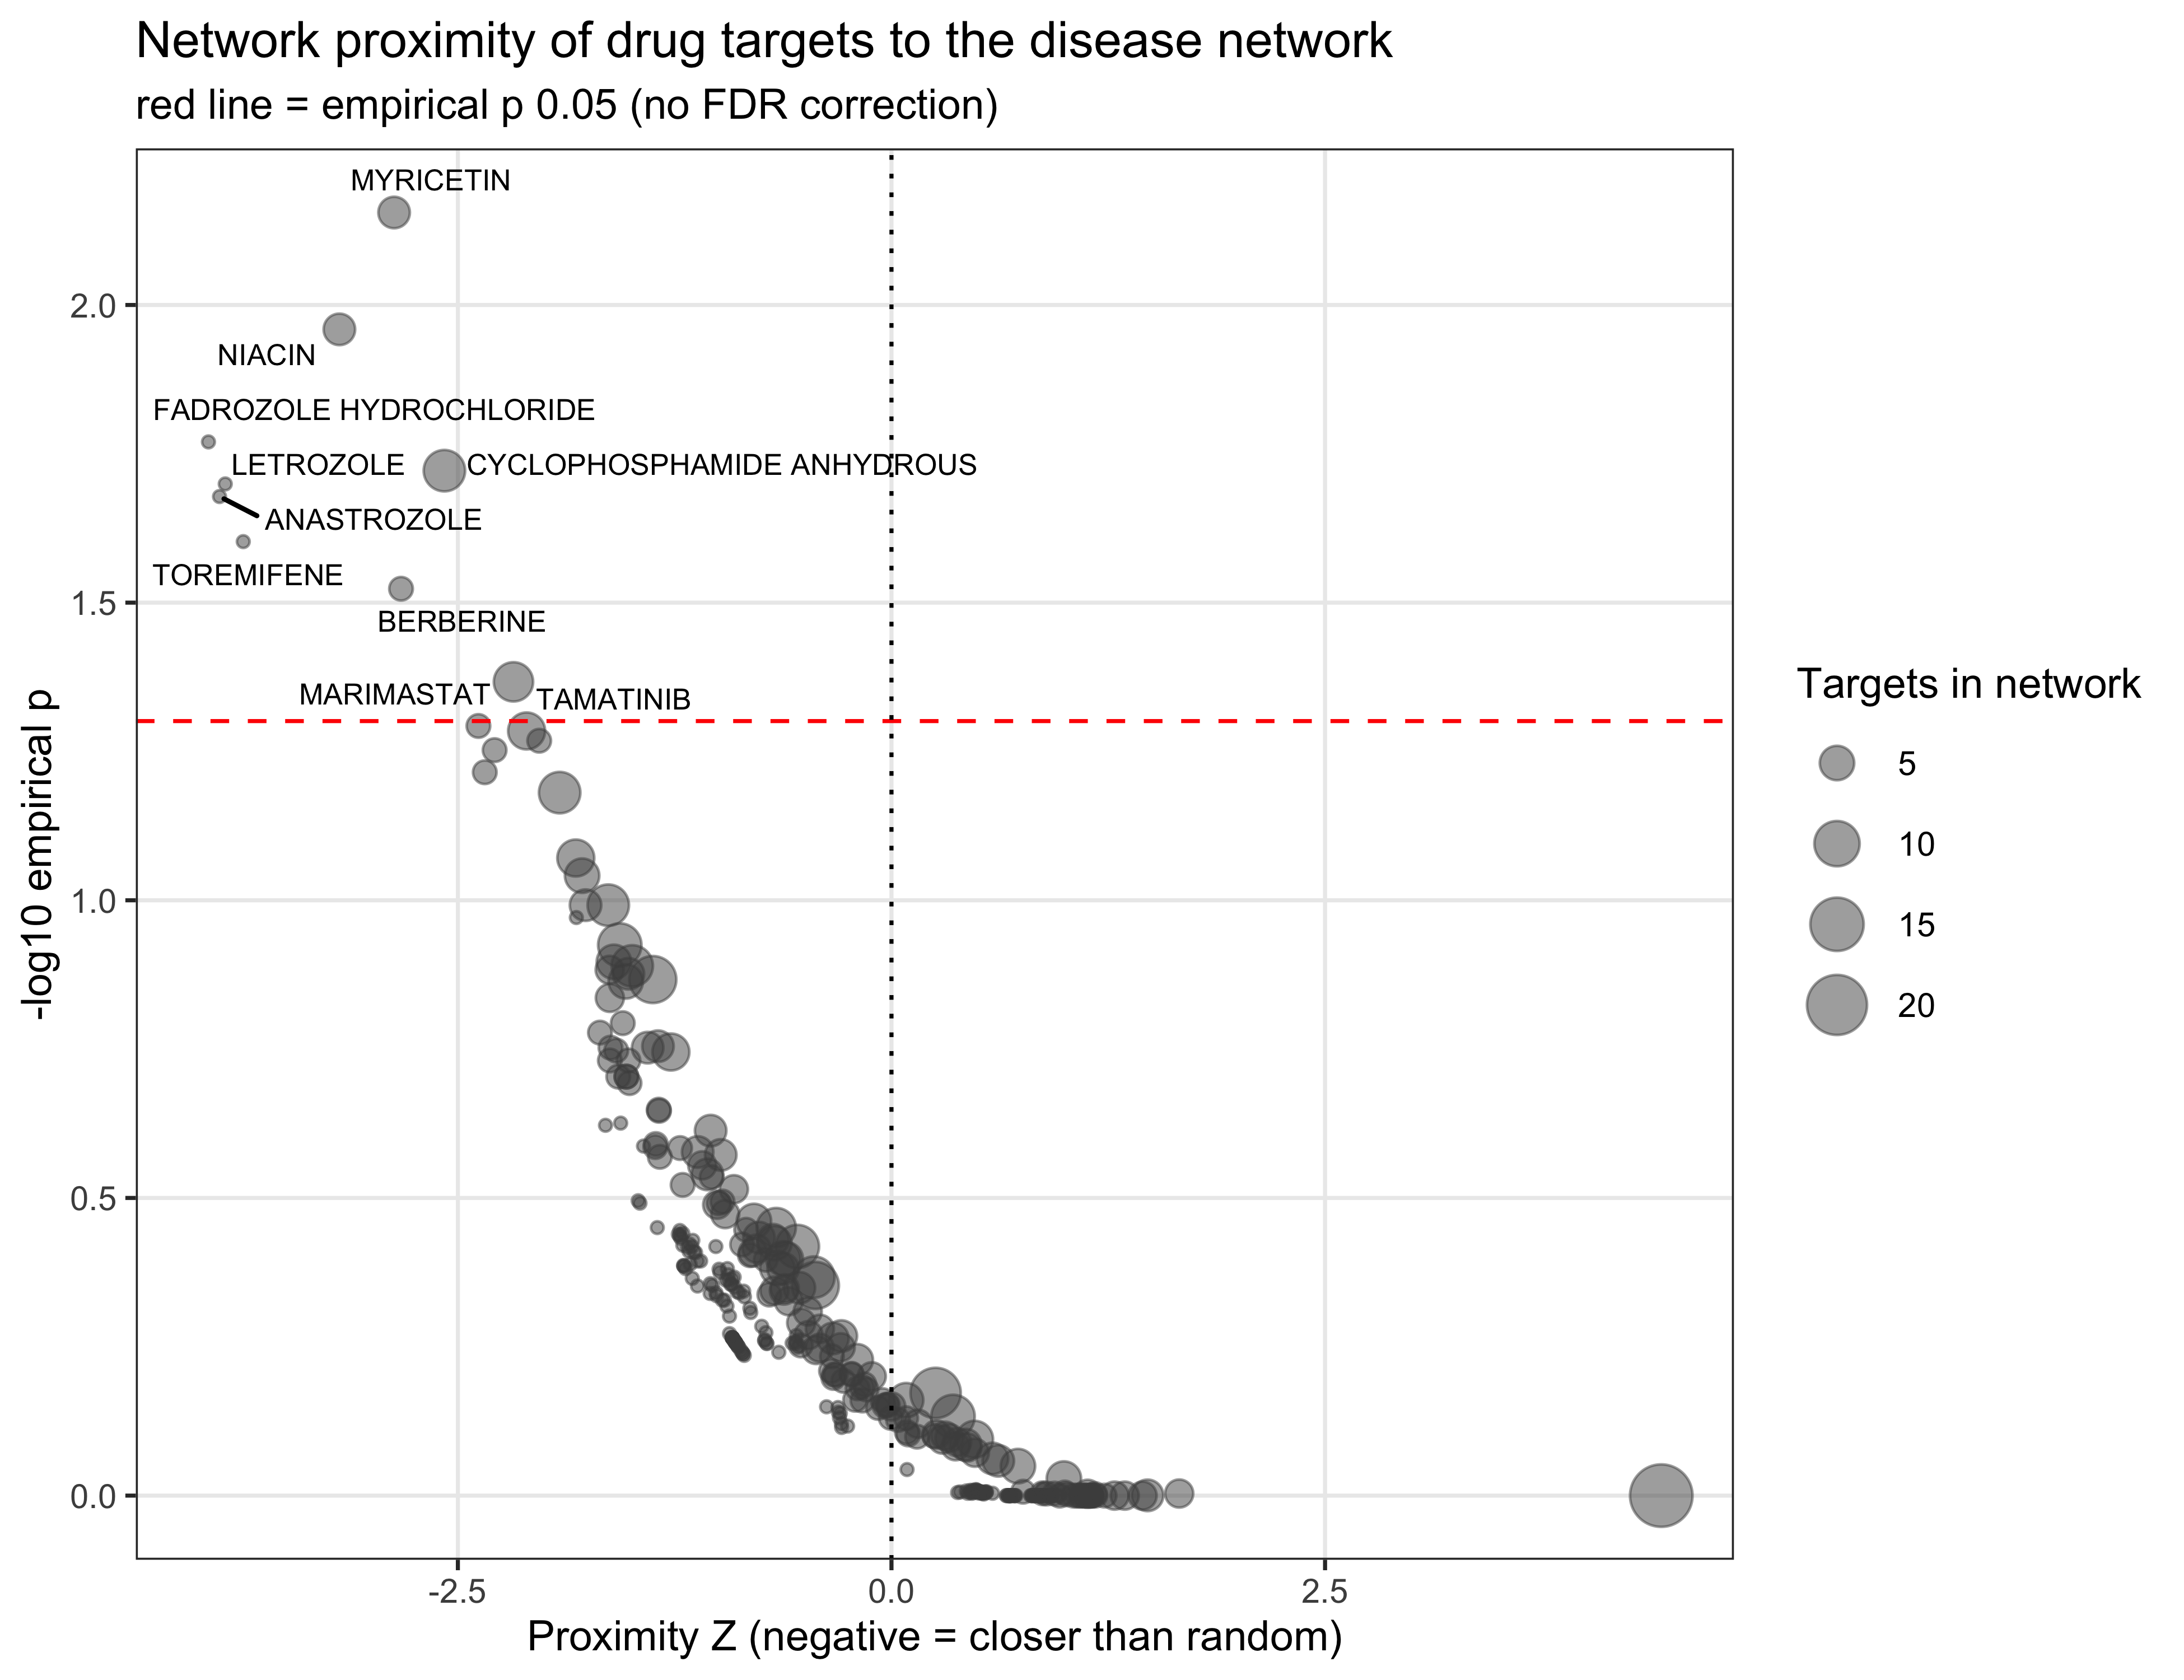 Network proximity of drug targets to the disease network
red line = empirical p 0.05 (no FDR correction)
MYRICETIN
2.0
NIACIN
FADROZOLE HYDROCHLORIDE
LETROZOLE
CYCLOPHOSPHAMIDE ANHYDROUS
ANASTROZOLE
TOREMIFENE
1.5
BERBERINE
MARIMASTAT
TAMATINIB
1.0
0.5
0.0
-log10 empirical p
-2.5
0.0
2.5
Proximity Z (negative = closer than random)
Targets in network
5
10
15
20